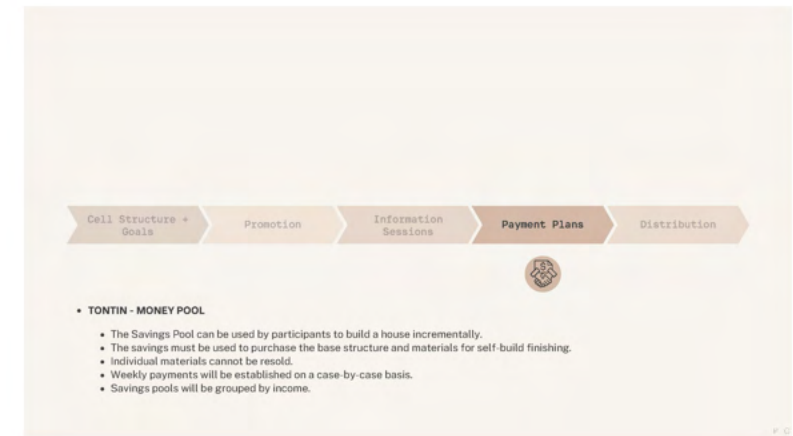 Cell Structure +
Goals
Promotion
Information
Sessions
Payment Plans
Distribution
• TONTIN - MONEY POOL
• The Savings Pool can be used by participants to build a house incrementally.
• The savings must be used to purchase the base structure and materials for self-build finishing.
• Individual materials cannot be resold.
• Weekly payments will be established on a case-by-case basis.
• Savings pools will be grouped by income.